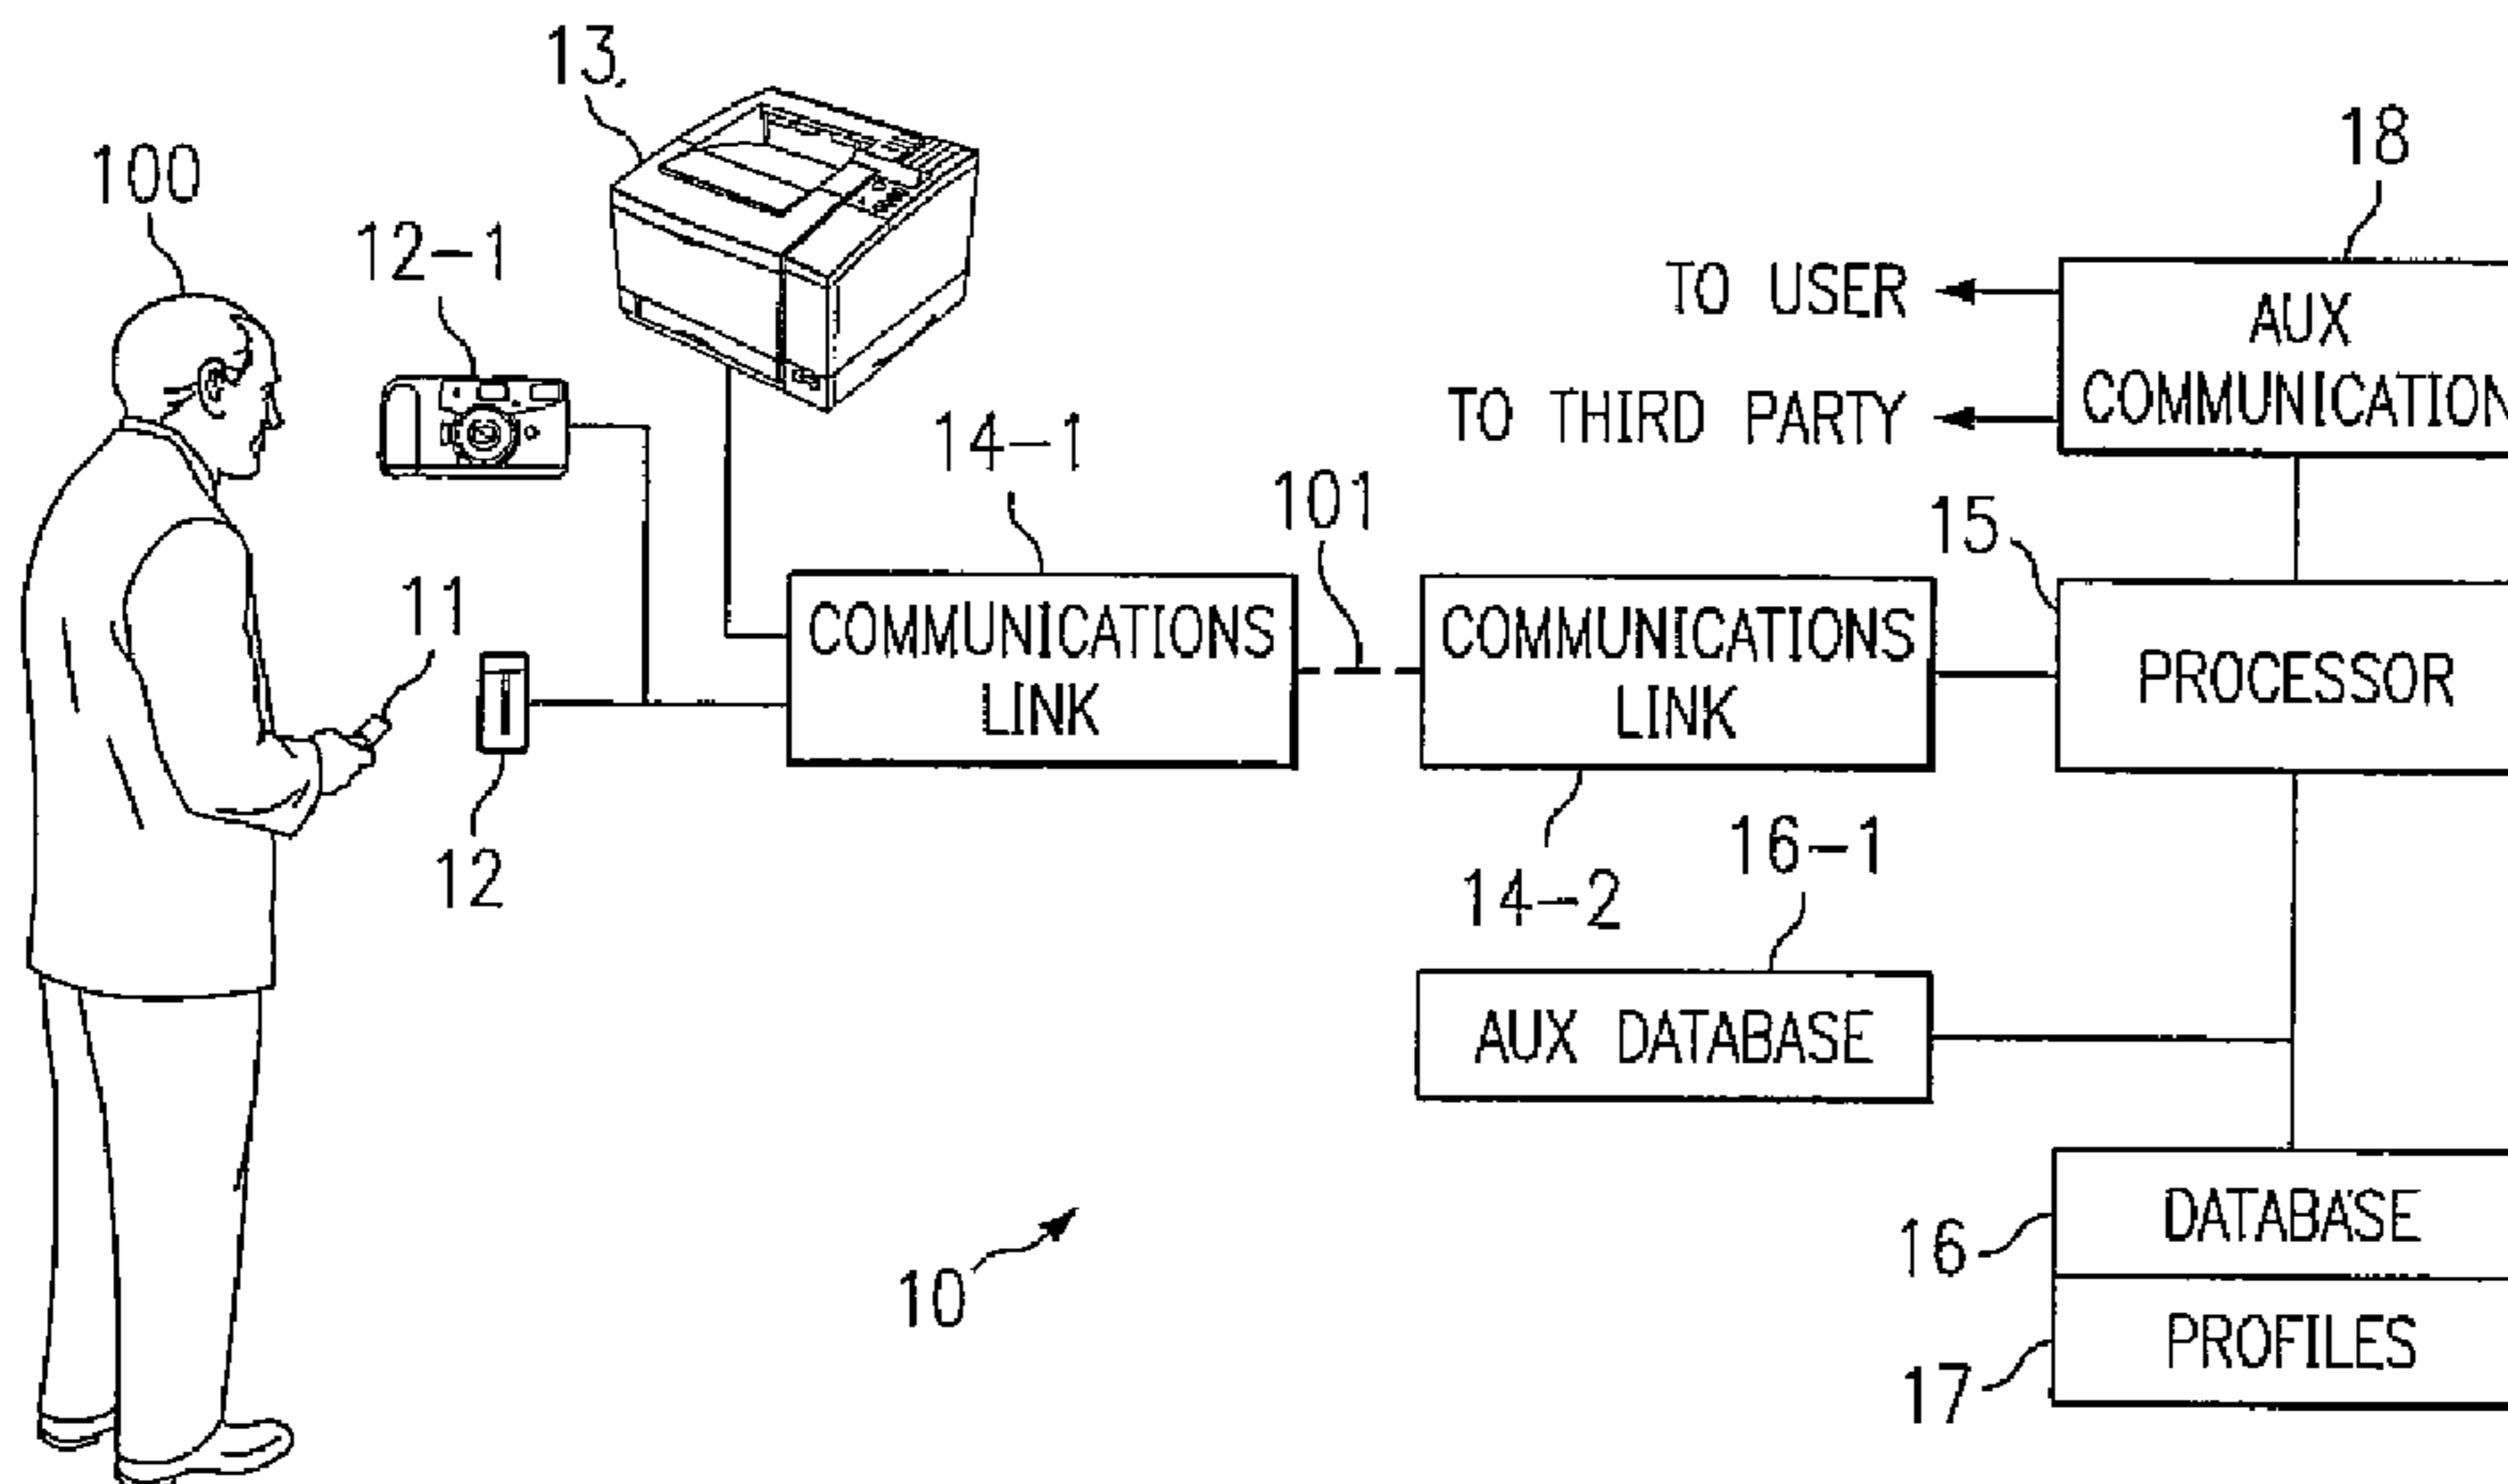 13
18
100
12-1
TO USER
AUX
COMMUNICATION
TO THIRD PARTY
14-1
101
15
11
COMMUNICATIONS
LINK
COMMUNICATIONS
LINK
PROCESSOR
12
16-1
14-2
AUX DATABASE
16
DATABASE
10
17
PROFILES